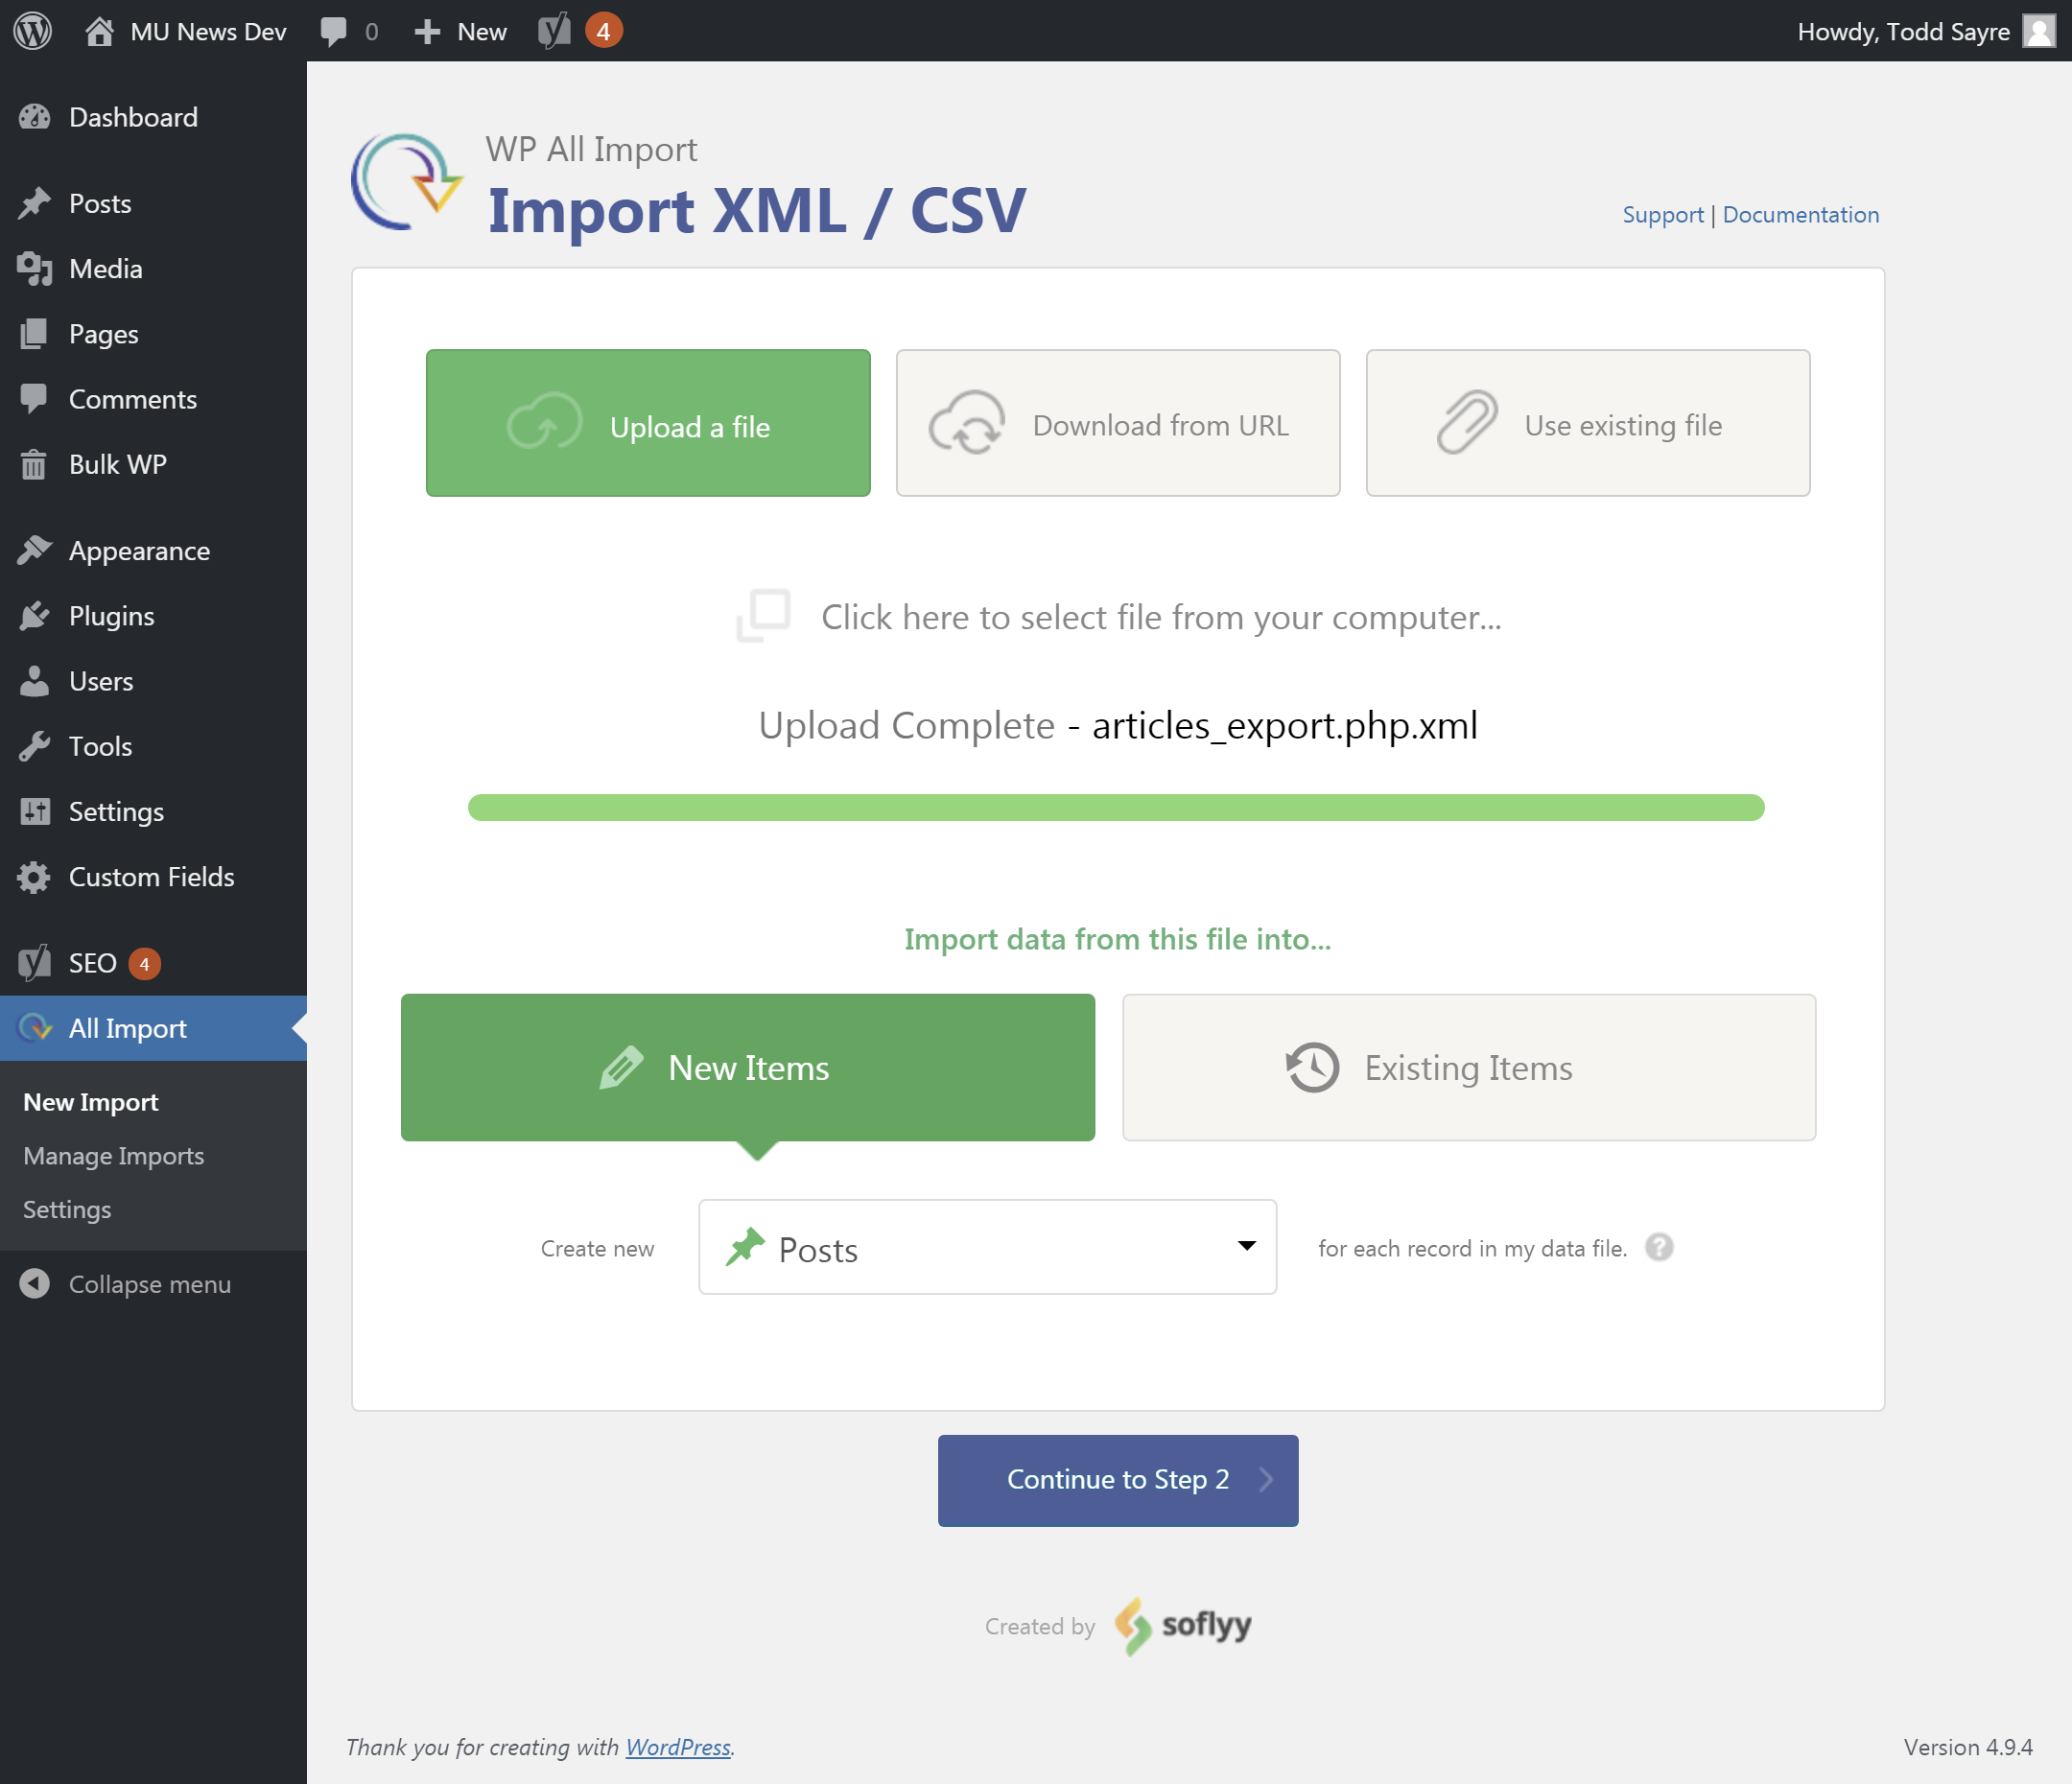 MU News Dev
0
New
4
Howdy, Todd Sayre
Dashboard
Posts
Media
Pages
Comments
Bulk WP
Appearance
Plugins
Users
Tools
Settings
Custom Fields
SEO 4
All Import
New Import
Manage Imports
Settings
Collapse menu
WP All Import
Import XML / CSV
Support | Documentation
Upload a file
Download from URL
Use existing file
Click here to select file from your computer...
Upload Complete - articles_export.php.xml
Import data from this file into...
New Items
Existing Items
Create new
Posts
for each record in my data file. ?
Continue to Step 2
Created by soflyy
Thank you for creating with WordPress.
Version 4.9.4